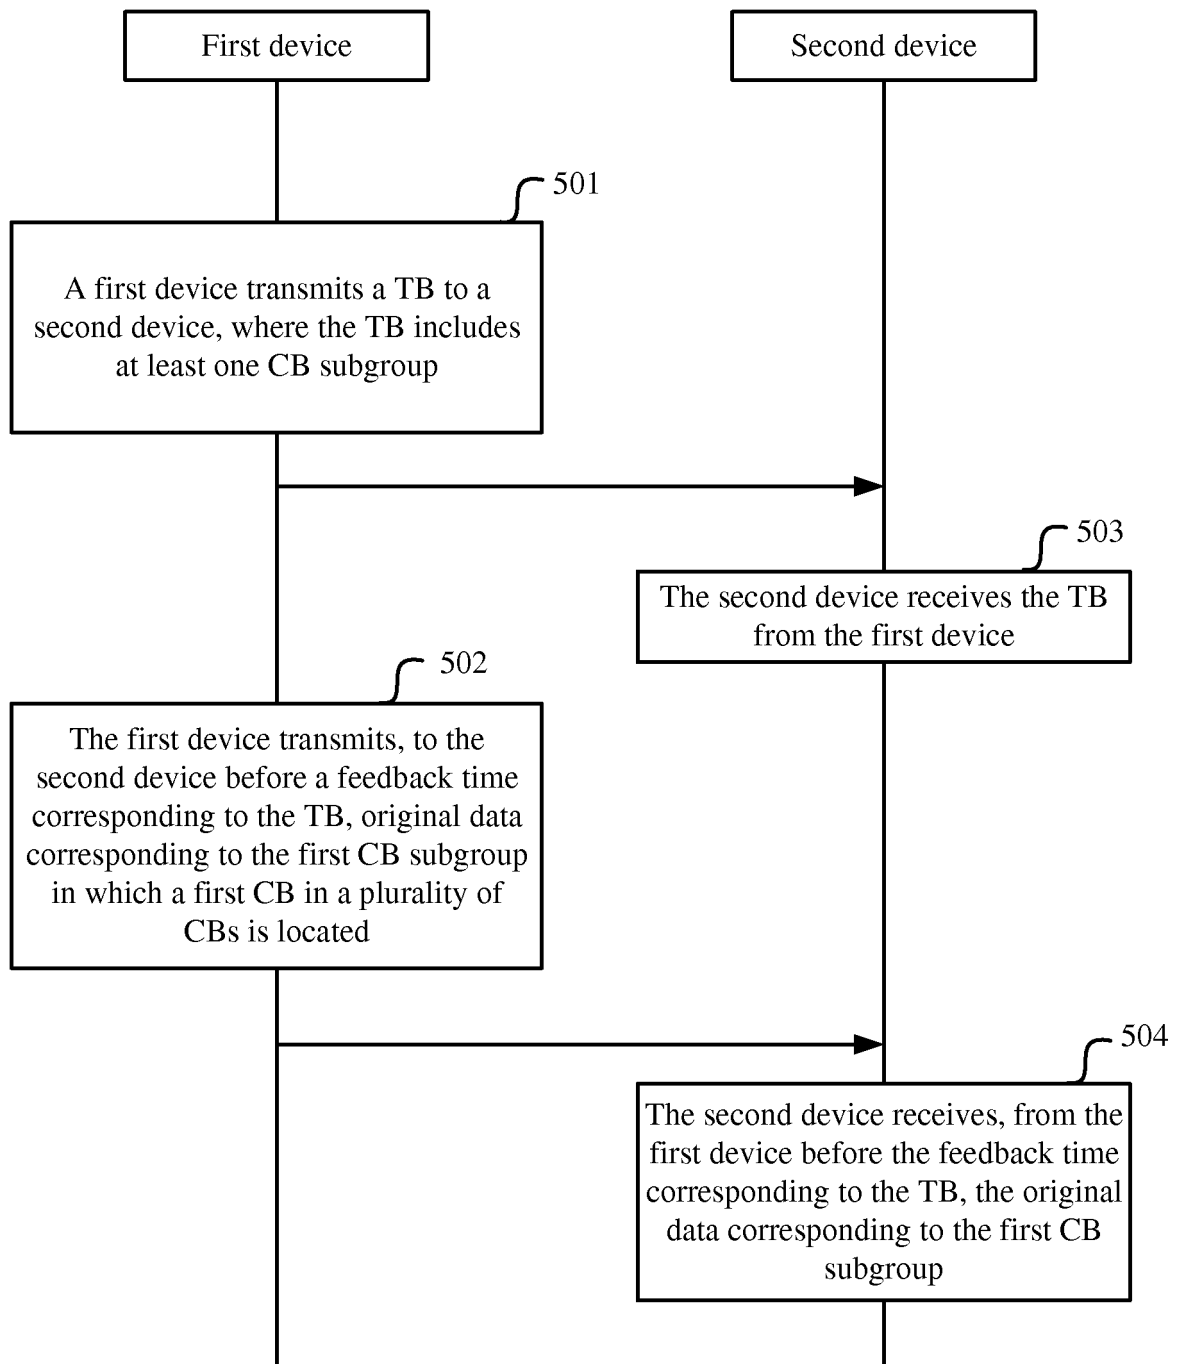 First device
Second device
501
A first device transmits a TB to a
second device, where the TB includes
at least one CB subgroup
503
The second device receives the TB
from the first device
502
The first device transmits, to the
second device before a feedback time
corresponding to the TB, original data
corresponding to the first CB subgroup
in which a first CB in a plurality of
CBs is located
504
The second device receives, from the
first device before the feedback time
corresponding to the TB, the original
data corresponding to the first CB
subgroup